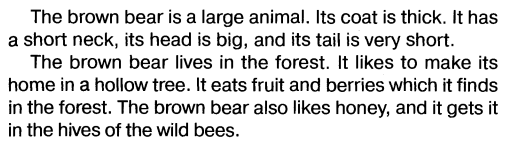 The brown bear is a large animal. Its coat is thick. It has
a short neck, its head is big, and its tail is very short.
The brown bear lives in the forest. It likes to make its
home in a hollow tree. It eats fruit and berries which it finds
in the forest. The brown bear also likes honey, and it gets it
in the hives of the wild bees.